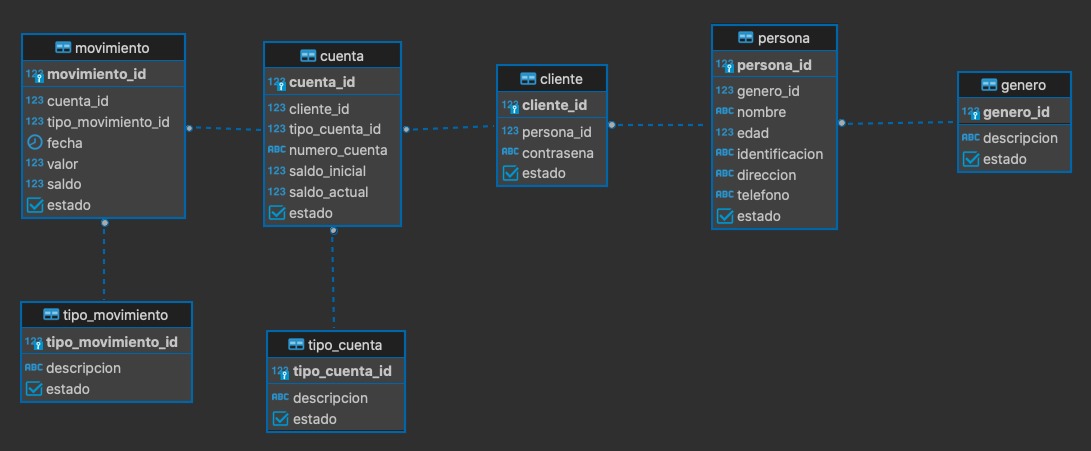 movimiento
123 movimiento_id
123 cuenta_id
123 tipo_movimiento_id
fecha
123 valor
123 saldo
estado
cuenta
123 cuenta_id
123 cliente_id
123 tipo_cuenta_id
ABC numero_cuenta
123 saldo_inicial
123 saldo_actual
estado
cliente
123 cliente_id
123 persona_id
ABC contrasena
estado
persona
123 persona_id
123 genero_id
ABC nombre
123 edad
ABC identificacion
ABC direccion
ABC telefono
estado
genero
123 genero_id
ABC descripcion
estado
tipo_movimiento
123 tipo_movimiento_id
ABC descripcion
estado
tipo_cuenta
123 tipo_cuenta_id
ABC descripcion
estado